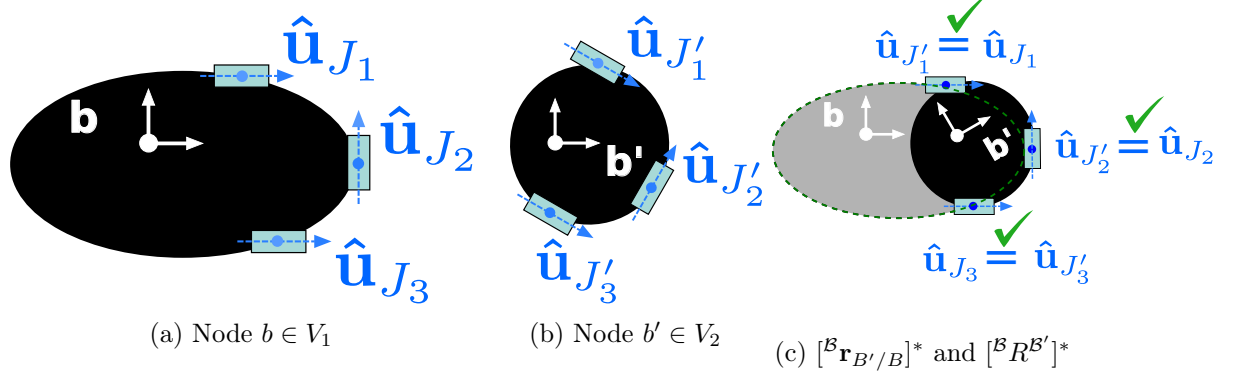 b
û_{J_1}
û_{J_2}
û_{J_3}
(a) Node b ∈ V_1
û_{J'_1}
b'
û_{J'_2}
û_{J'_3}
(b) Node b' ∈ V_2
û_{J'_1} = û_{J_1}
b
b'
û_{J'_2} = û_{J_2}
û_{J_3} = û_{J'_3}
(c) [^{ℬ}r_{B'/B}]^* and [^{ℬ}R^{ℬ'}]^*